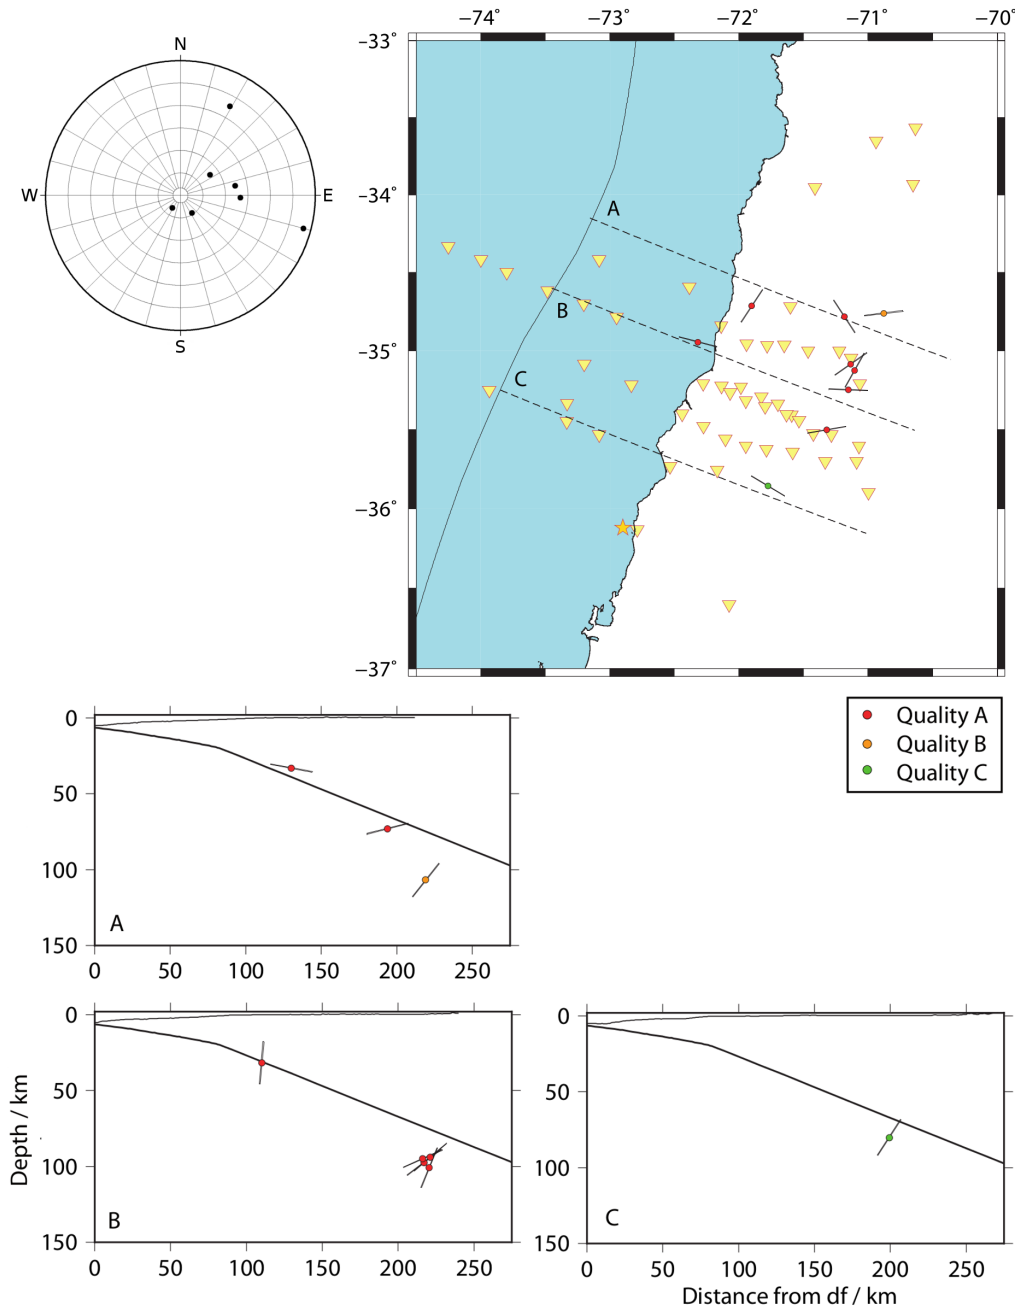 −74° −73° −72° −71° −70°
N
W E
S
−33°
−34°
−35°
−36°
−37°
A
B
C
Quality A
Quality B
Quality C
0
50
100
150
A
0 50 100 150 200 250
0
50
100
150
B
0 50 100 150 200 250
Depth / km
0
50
100
150
C
0 50 100 150 200 250
Distance from df / km